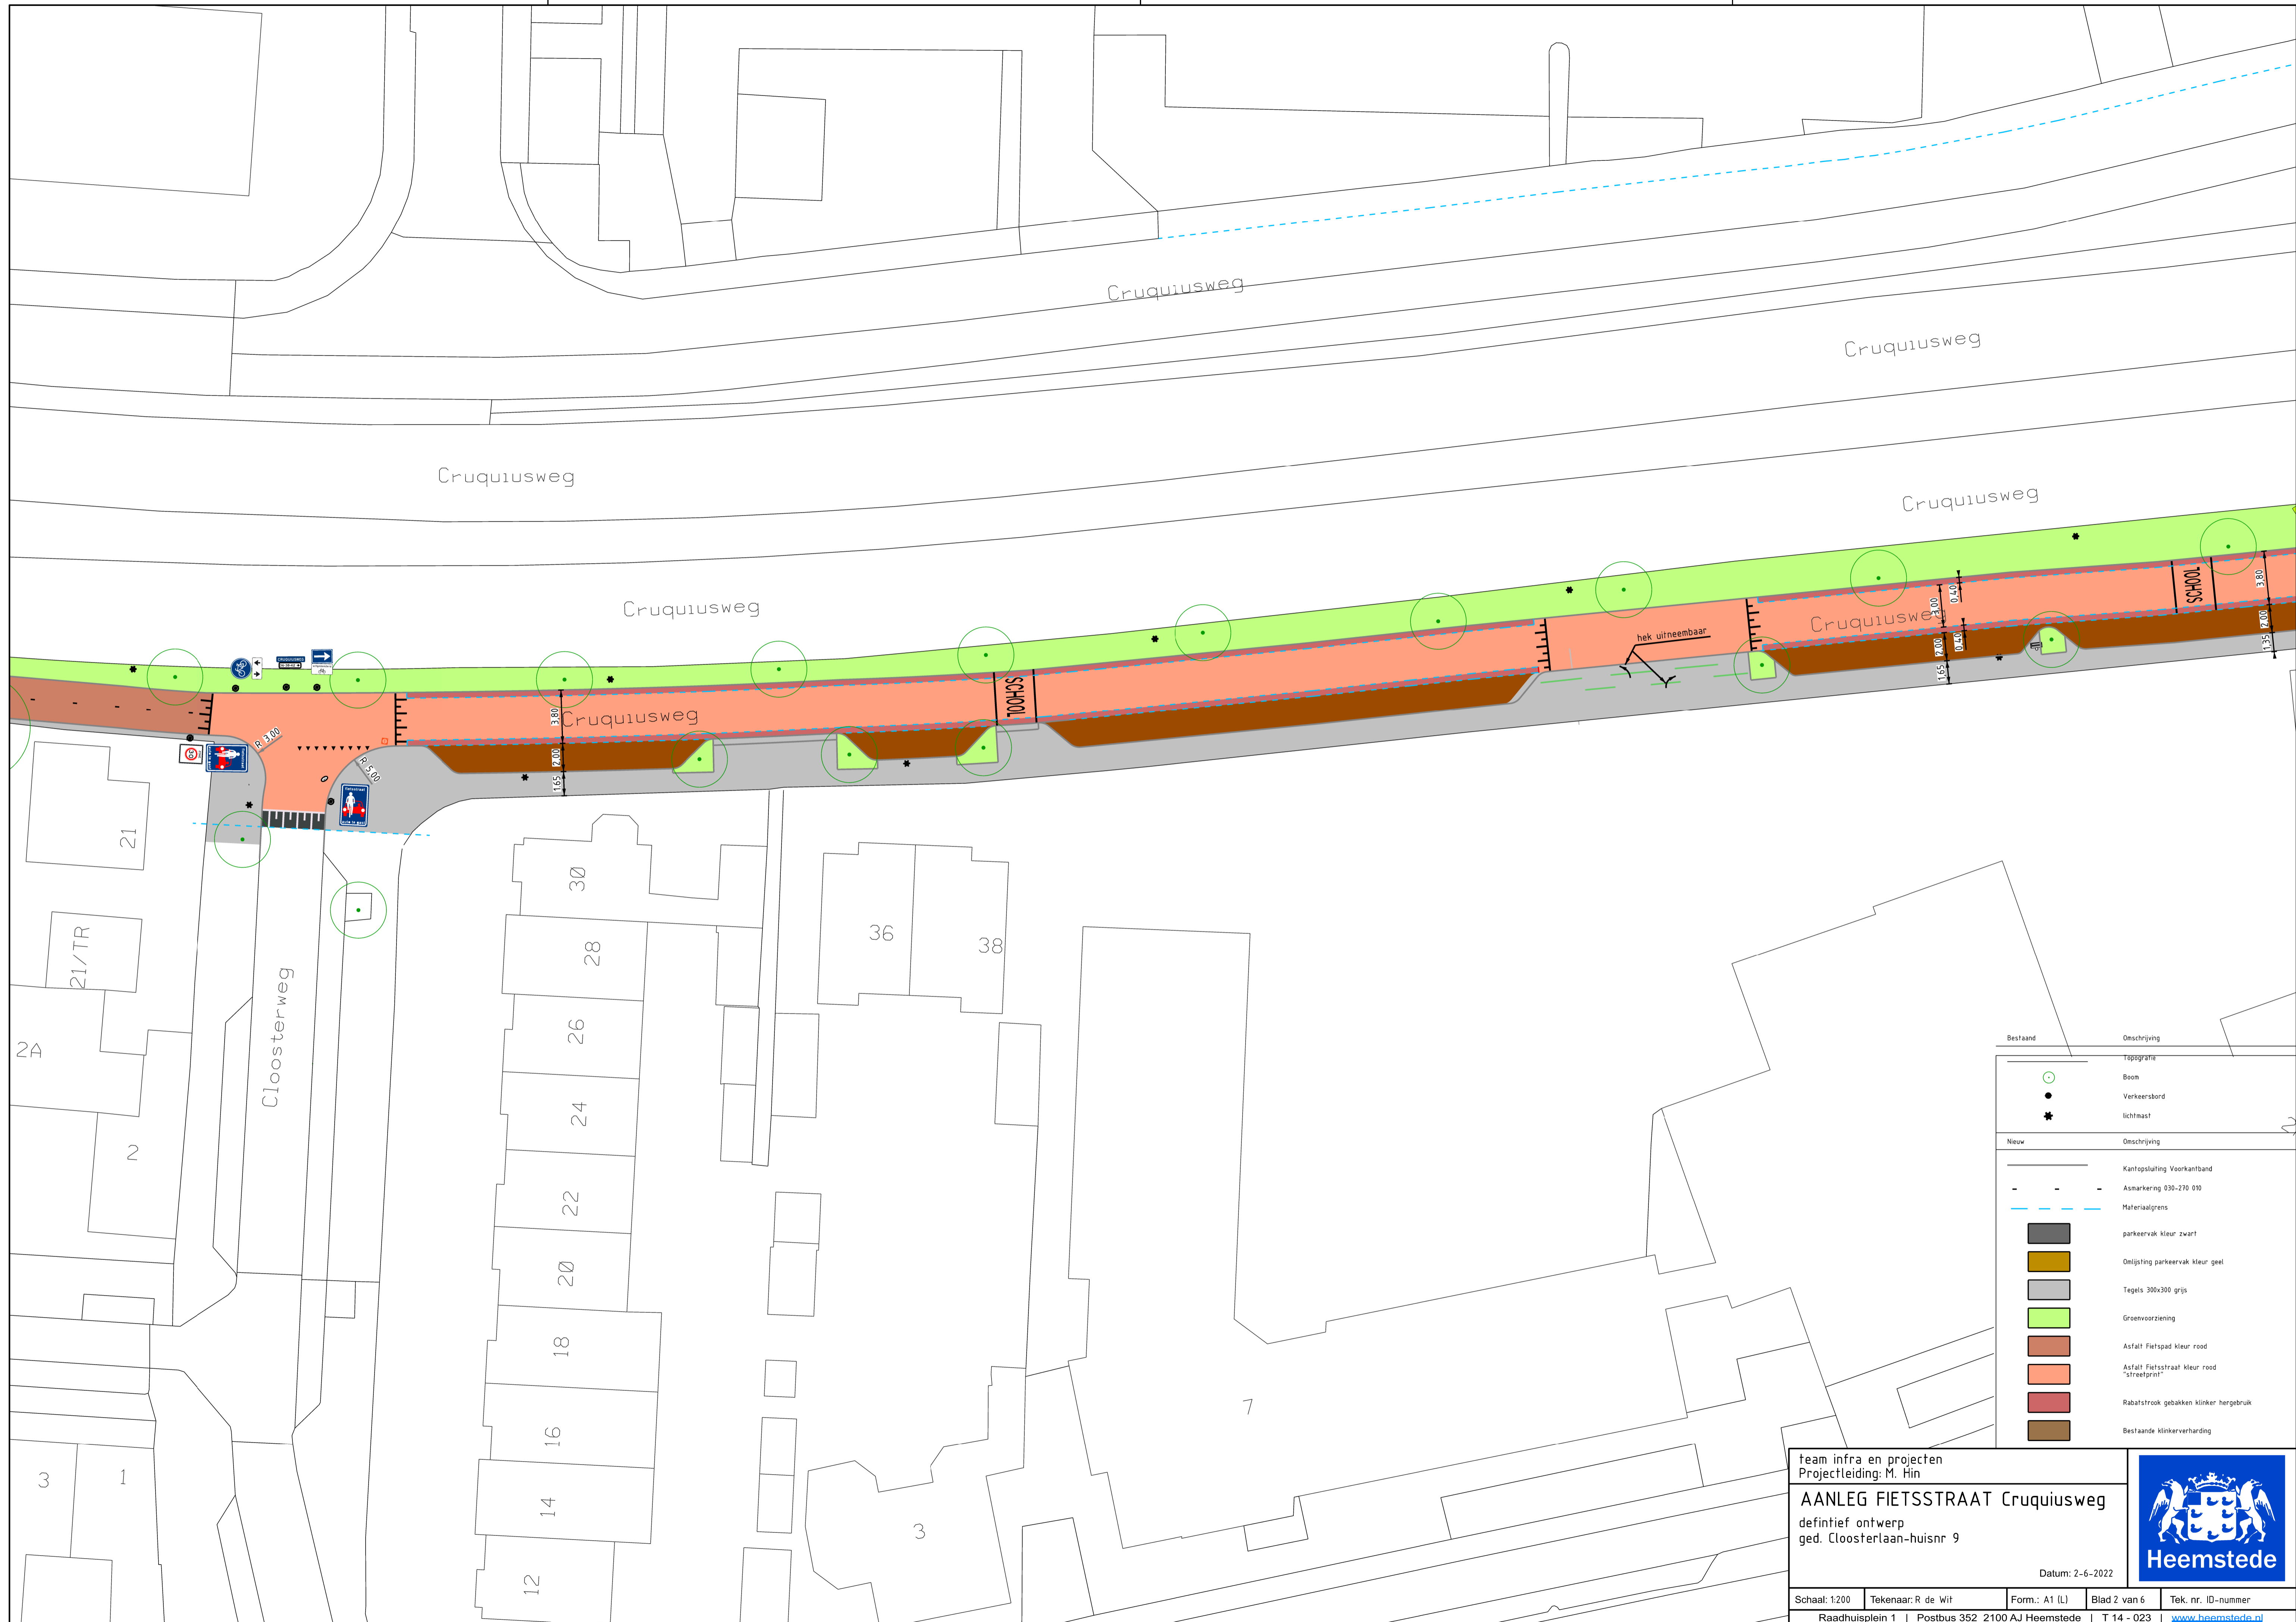 Cruquiusweg
Cruquiusweg
Cruquiusweg
Cruquiusweg
Cruquiusweg
Cruquiusweg
Cruquiusweg
hek uitneembaar
SCHOOL
SCHOOL
3.80
2.00
1.65
3.00
0.40
2.00
0.40
1.65
3.80
2.00
1.35
R 3.00
R 5.00
CRUQUIUSWEG
fietsstraat
auto te gast
30
21
21/TR
2A
2
Cloosterweg
3
1
30
28
26
24
22
20
18
16
14
12
36
38
7
3
Bestaand Omschrijving
Topografie
Boom
Verkeersbord
lichtmast
Nieuw Omschrijving
Kantopsluiting Voorkantband
Asmarkering 030-270 010
Materiaalgrens
parkeervak kleur zwart
Omlijsting parkeervak kleur geel
Tegels 300x300 grijs
Groenvoorziening
Asfalt Fietspad kleur rood
Asfalt Fietsstraat kleur rood
"streetprint"
Rabatstrook gebakken klinker hergebruik
Bestaande klinkerverharding
team infra en projecten
Projectleiding: M. Hin
AANLEG FIETSSTRAAT Cruquiusweg
defintief ontwerp
ged. Cloosterlaan-huisnr 9
Datum: 2-6-2022
Heemstede
Schaal: 1:200 Tekenaar: R de Wit Form.: A1 (L) Blad 2 van 6 Tek. nr. ID-nummer
Raadhuisplein 1 | Postbus 352 2100 AJ Heemstede | T 14 - 023 | www.heemstede.nl